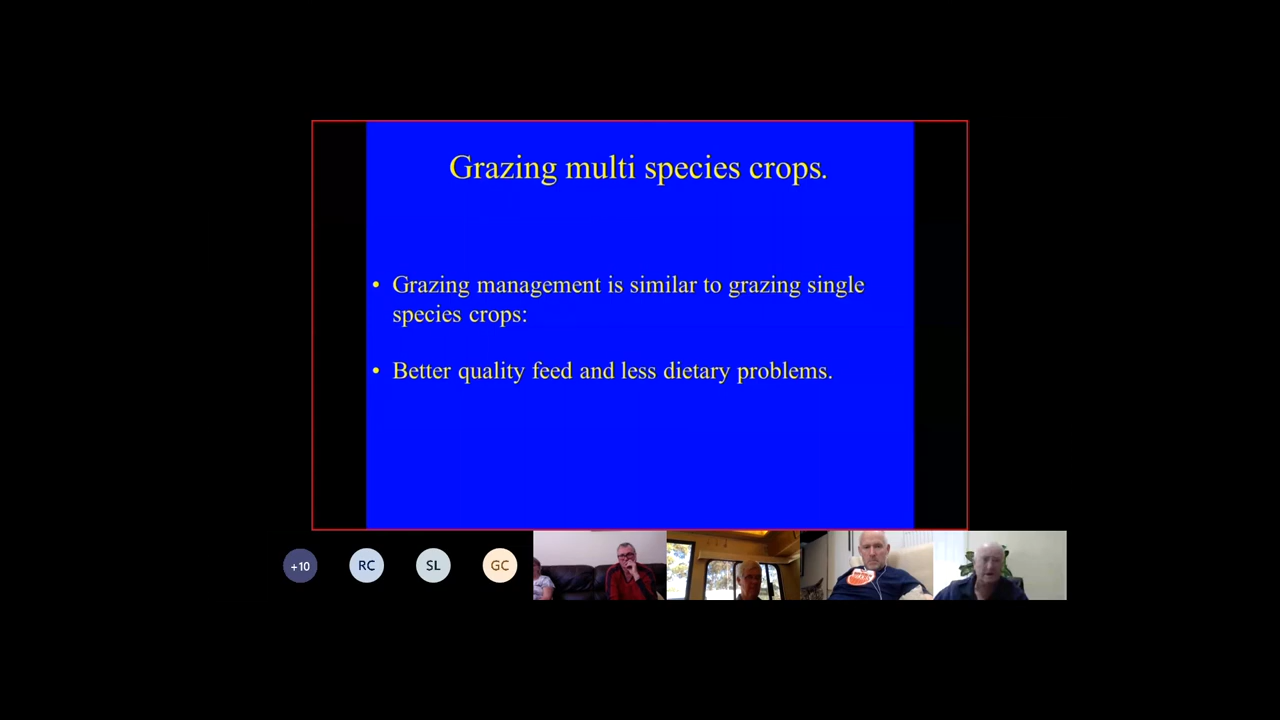 Grazing multi species crops.
• Grazing management is similar to grazing single
species crops:
• Better quality feed and less dietary problems.
+10
RC
SL
GC